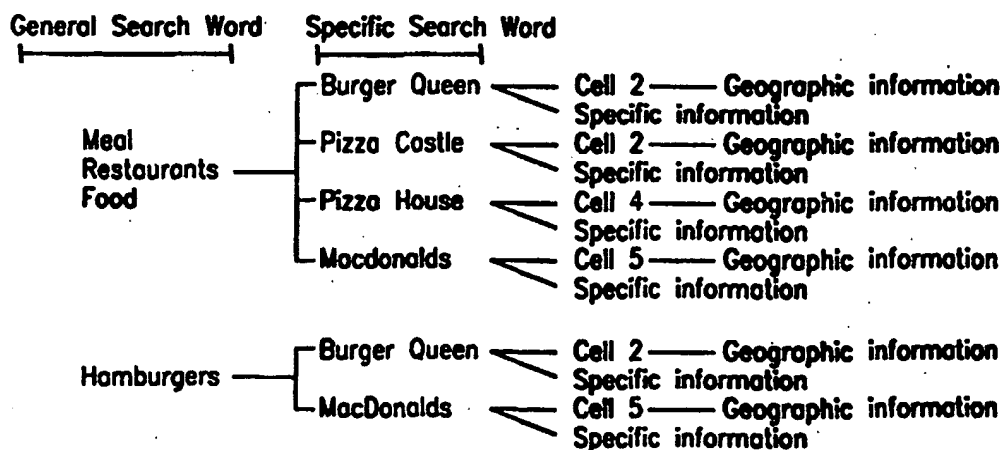 General Search Word Specific Search Word
Burger Queen Cell 2 Geographic information
Specific information
Meal
Pizza Castle Cell 2 Geographic information
Restaurants
Specific information
Food
Pizza House Cell 4 Geographic information
Specific information
Macdonalds Cell 5 Geographic information
Specific information
Burger Queen Cell 2 Geographic information
Hamburgers
Specific information
MacDonalds Cell 5 Geographic information
Specific information